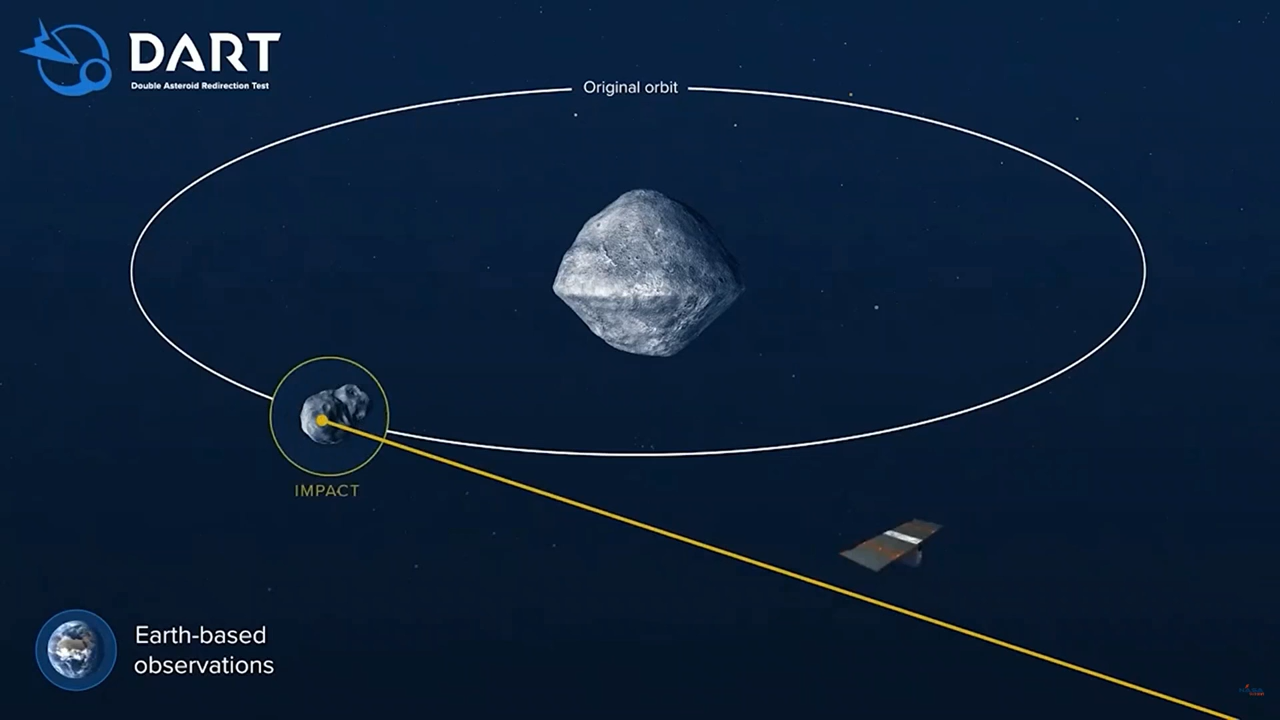 DART
Double Asteroid Redirection Test
Original orbit
IMPACT
Earth-based
observations